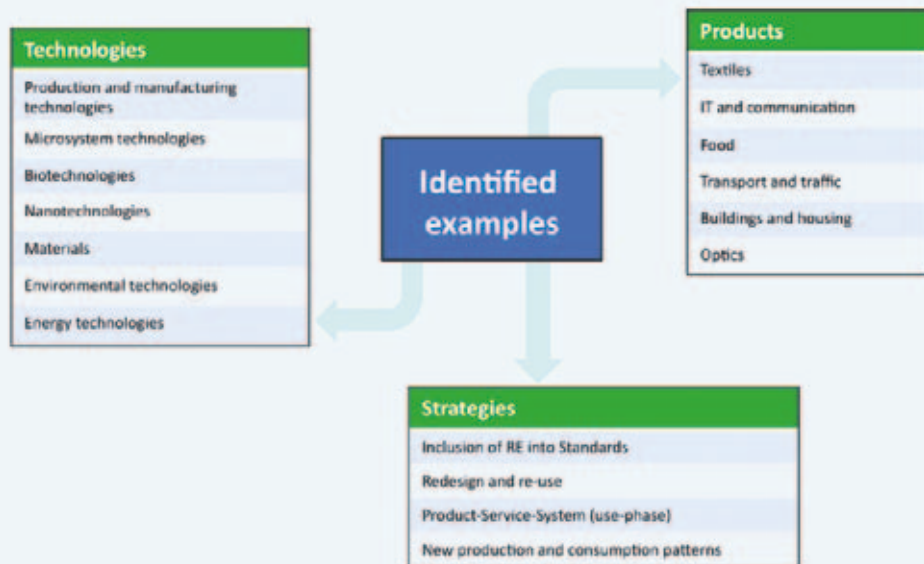 Technologies
Production and manufacturing
technologies
Microsystem technologies
Biotechnologies
Nanotechnologies
Materials
Environmental technologies
Energy technologies
Identified
examples
Products
Textiles
IT and communication
Food
Transport and traffic
Buildings and housing
Optics
Strategies
Inclusion of RE into Standards
Redesign and re-use
Product-Service-System (use-phase)
New production and consumption patterns